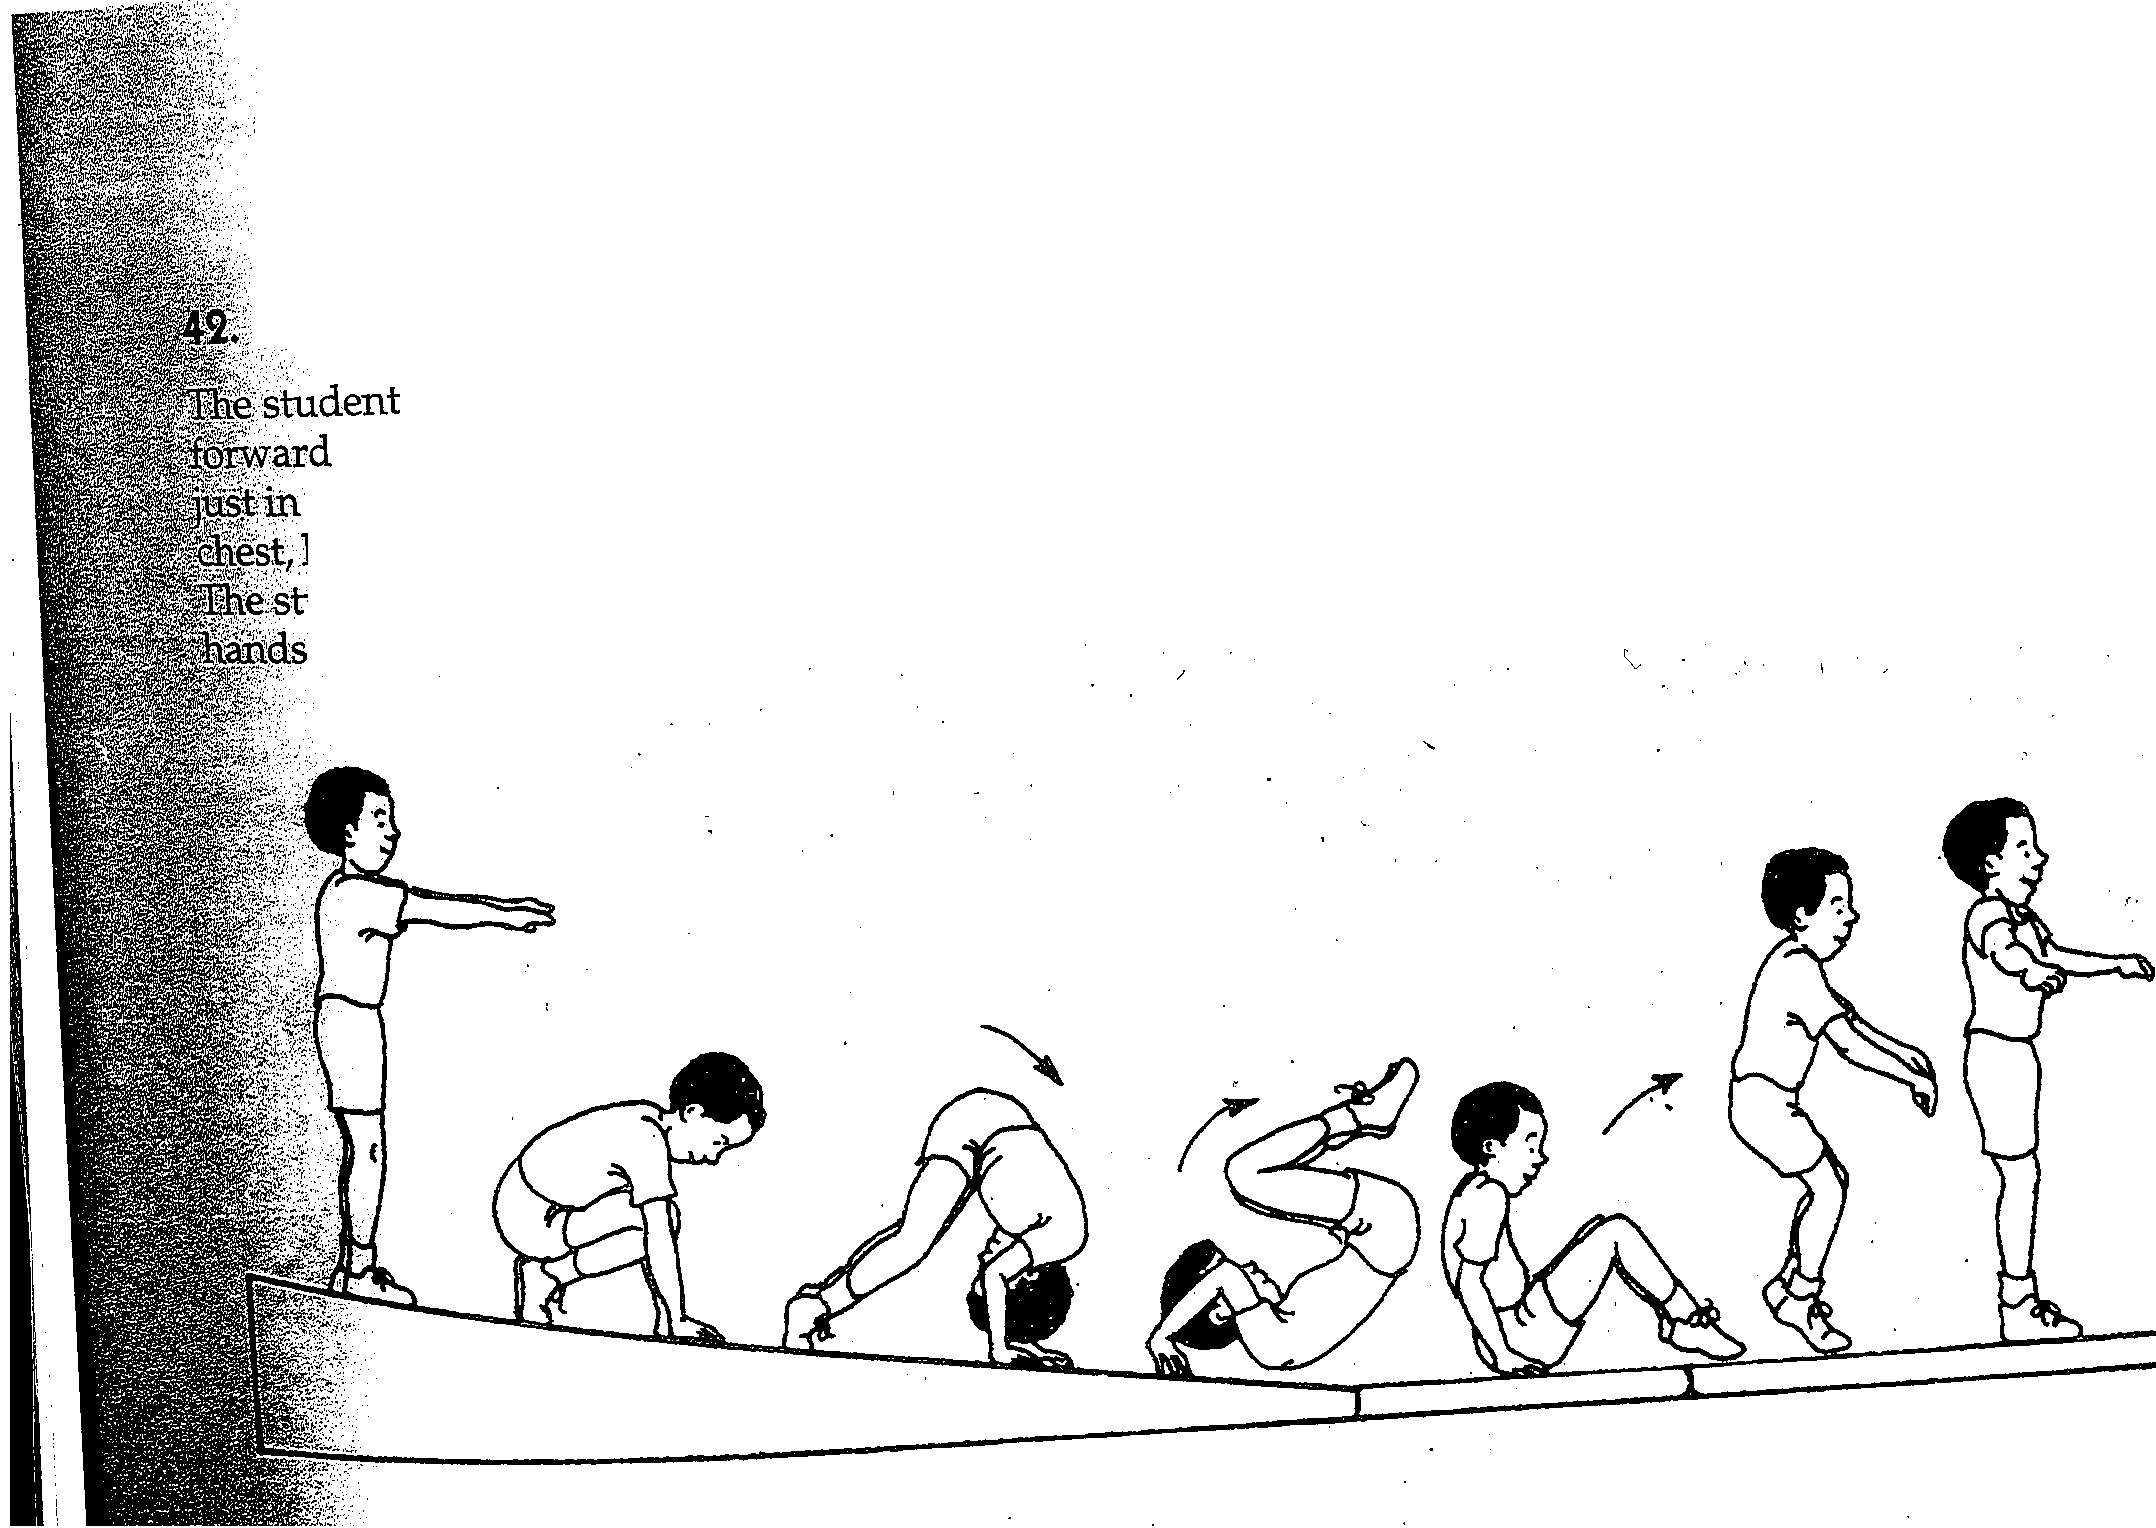 42.
The student
forward
just in
chest,
The st
hands